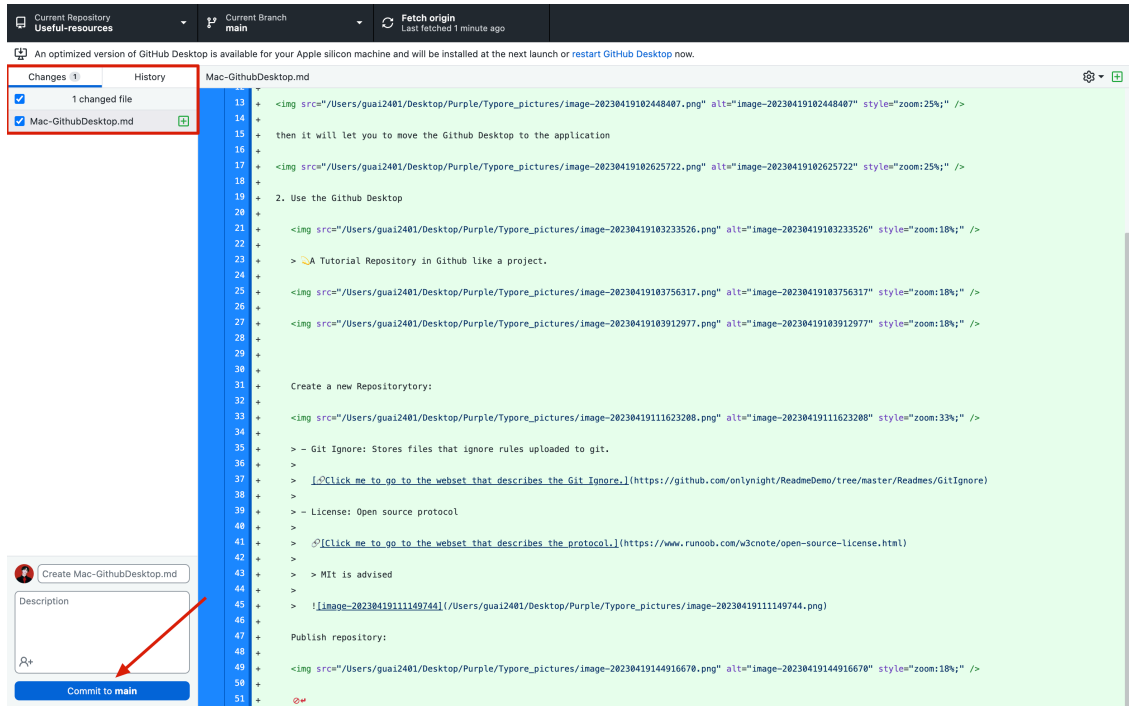 Current Repository
Useful-resources
Current Branch
main
Fetch origin
Last fetched 1 minute ago
An optimized version of GitHub Desktop is available for your Apple silicon machine and will be installed at the next launch or restart GitHub Desktop now.
Changes 1
History
Mac-GithubDesktop.md
1 changed file
Mac-GithubDesktop.md
12 +
13 + <img src="/Users/guai2401/Desktop/Purple/Typore_pictures/image-20230419102448407.png" alt="image-20230419102448407" style="zoom:25%;" />
14 +
15 + then it will let you to move the Github Desktop to the application
16 +
17 + <img src="/Users/guai2401/Desktop/Purple/Typore_pictures/image-20230419102625722.png" alt="image-20230419102625722" style="zoom:25%;" />
18 +
19 + 2. Use the Github Desktop
20 +
21 + <img src="/Users/guai2401/Desktop/Purple/Typore_pictures/image-20230419103233526.png" alt="image-20230419103233526" style="zoom:18%;" />
22 +
23 + > 💫A Tutorial Repository in Github like a project.
24 +
25 + <img src="/Users/guai2401/Desktop/Purple/Typore_pictures/image-20230419103756317.png" alt="image-20230419103756317" style="zoom:18%;" />
26 +
27 + <img src="/Users/guai2401/Desktop/Purple/Typore_pictures/image-20230419103912977.png" alt="image-20230419103912977" style="zoom:18%;" />
28 +
29 +
30 +
31 + Create a new Repositorytory:
32 +
33 + <img src="/Users/guai2401/Desktop/Purple/Typore_pictures/image-20230419111623208.png" alt="image-20230419111623208" style="zoom:33%;" />
34 +
35 + > - Git Ignore: Stores files that ignore rules uploaded to git.
36 + >
37 + > [🔗Click me to go to the webset that describes the Git Ignore.](https://github.com/onlynight/ReadmeDemo/tree/master/Readmes/GitIgnore)
38 + >
39 + > - License: Open source protocol
40 + >
41 + > 🔗[Click me to go to the webset that describes the protocol.](https://www.runoob.com/w3cnote/open-source-license.html)
42 + >
43 + > > MIt is advised
44 + >
45 + > ![image-20230419111149744](/Users/guai2401/Desktop/Purple/Typore_pictures/image-20230419111149744.png)
46 +
47 + Publish repository:
48 +
49 + <img src="/Users/guai2401/Desktop/Purple/Typore_pictures/image-20230419144916670.png" alt="image-20230419144916670" style="zoom:18%;" />
50 +
51 +
Create Mac-GithubDesktop.md
Description
Commit to main